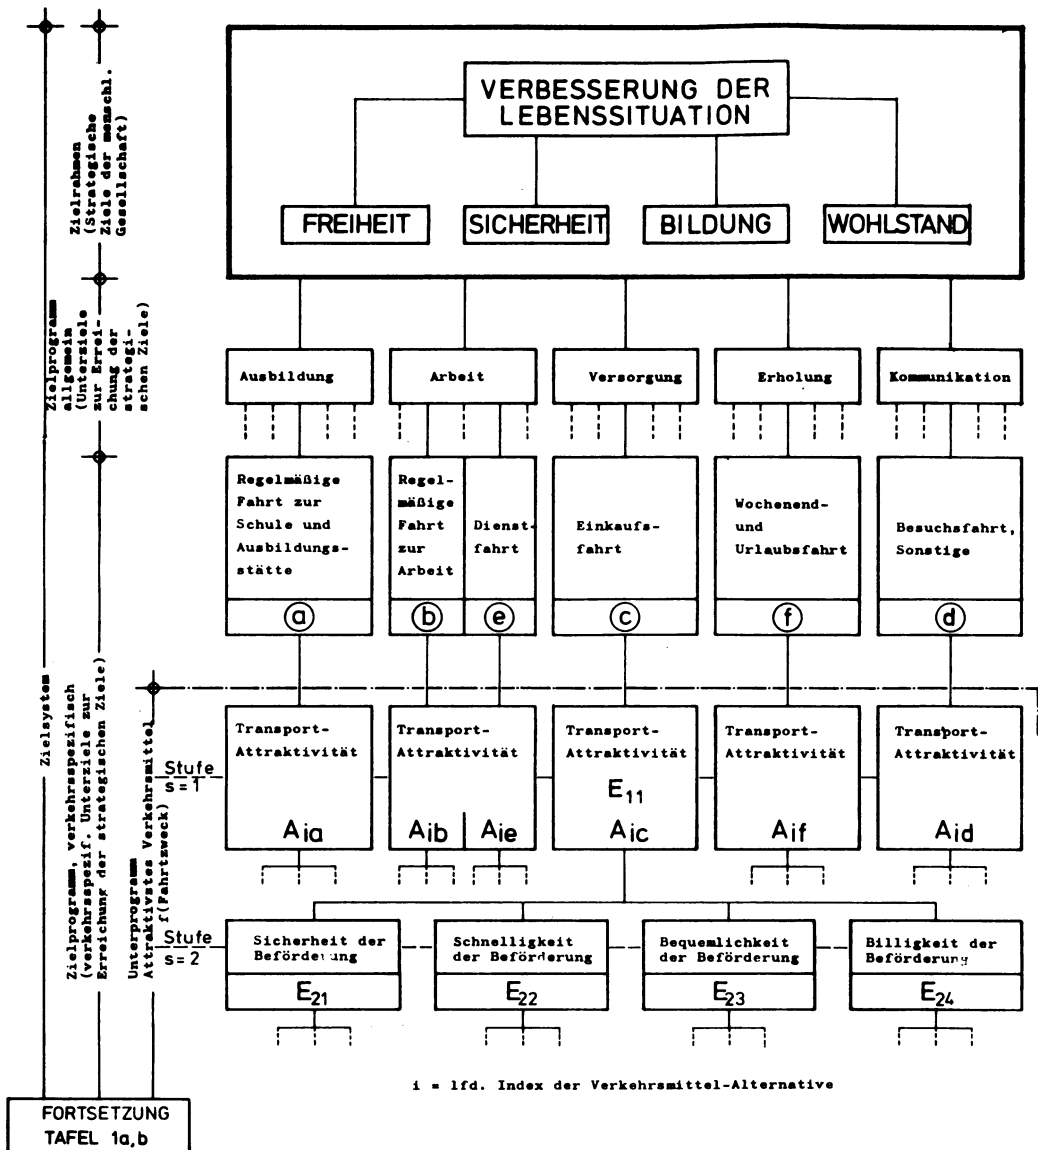 VERBESSERUNG DER
LEBENSSITUATION
FREIHEIT
SICHERHEIT
BILDUNG
WOHLSTAND
Zielrahmen
(Strategische
Ziele der menschl.
Gesellschaft)
Zielprogramm
allgemein
(Unterziele
zur Errei-
chung der
strategi-
schen Ziele)
Ausbildung
Arbeit
Versorgung
Erholung
Kommunikation
Regelmäßige
Fahrt zur
Schule und
Ausbildungs-
stätte
Regel-
mäßige
Fahrt
zur
Arbeit
Dienst-
fahrt
Einkaufs-
fahrt
Wochenend-
und
Urlaubsfahrt
Besuchsfahrt,
Sonstige
a
b
e
c
f
d
Zielsystem
Zielprogramm, verkehrsspezifisch
(verkehrsspezif. Unterziele zur
Erreichung der strategischen Ziele)
Unterprogramm
Attraktivstes Verkehrsmittel
f(Fahrtzweck)
Stufe
s=1
Transport-
Attraktivität
Aia
Transport-
Attraktivität
Aib
Aie
Transport-
Attraktivität
E11
Aic
Transport-
Attraktivität
Aif
Transport-
Attraktivität
Aid
Stufe
s=2
Sicherheit der
Beförderung
E21
Schnelligkeit
der Beförderung
E22
Bequemlichkeit
der Beförderung
E23
Billigkeit der
Beförderung
E24
i = lfd. Index der Verkehrsmittel-Alternative
FORTSETZUNG
TAFEL 1a,b